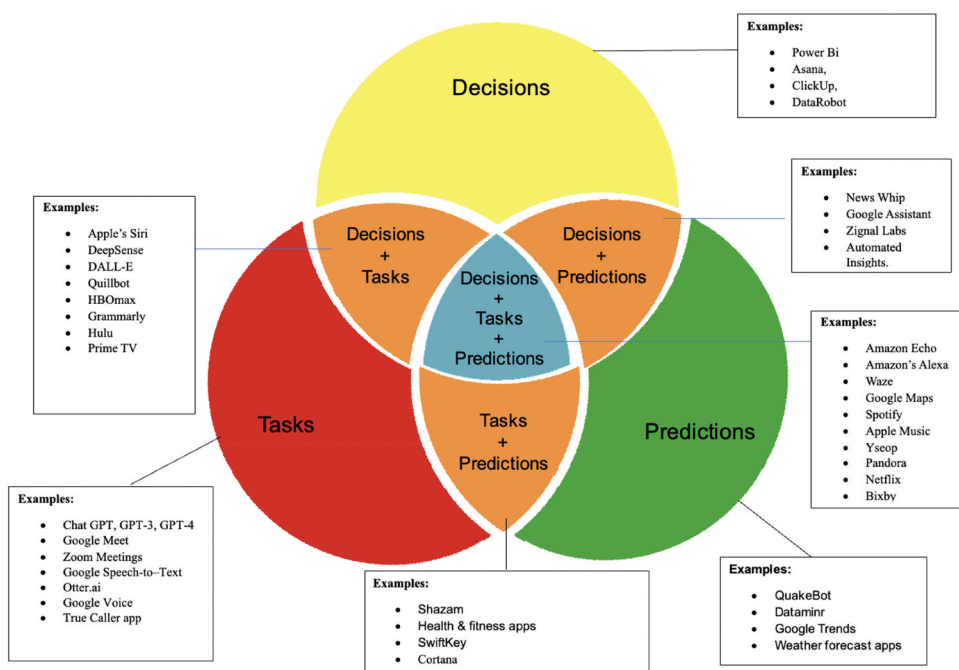 Decisions
Examples:
Power Bi
Asana,
ClickUp,
DataRobot
Examples:
Apple's Siri
DeepSense
DALL-E
Quillbot
HBOmax
Grammarly
Hulu
Prime TV
Decisions
+
Tasks
Decisions
+
Predictions
News Whip
Google Assistant
Zignal Labs
Automated
Insights.
Decisions
+
Tasks
+
Predictions
Amazon Echo
Amazon's Alexa
Waze
Google Maps
Spotify
Apple Music
Yseop
Pandora
Netflix
Bixby
Tasks
Tasks
+
Predictions
Predictions
Examples:
Chat GPT, GPT-3, GPT-4
Google Meet
Zoom Meetings
Google Speech-to–Text
Otter.ai
Google Voice
True Caller app
Examples:
Shazam
Health & fitness apps
SwiftKey
Cortana
Examples:
QuakeBot
Dataminr
Google Trends
Weather forecast apps